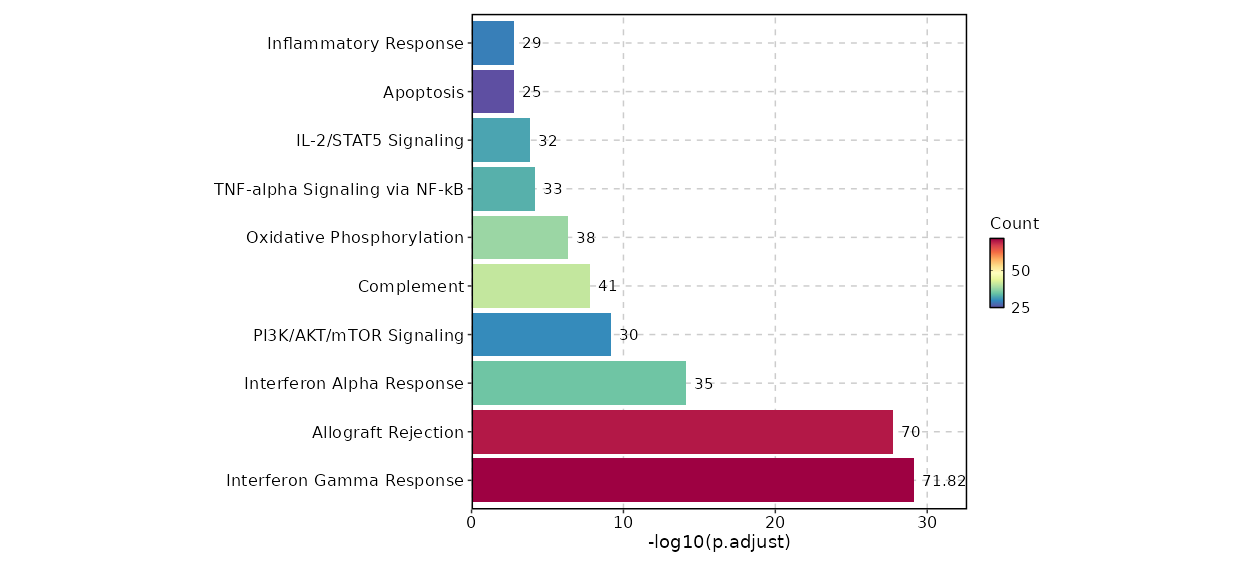 Inflammatory Response 29
Apoptosis 25
IL-2/STAT5 Signaling 32
TNF-alpha Signaling via NF-kB 33
Oxidative Phosphorylation 38
Complement 41
PI3K/AKT/mTOR Signaling 30
Interferon Alpha Response 35
Allograft Rejection 70
Interferon Gamma Response 71.82
0 10 20 30
-log10(p.adjust)
Count
50
25